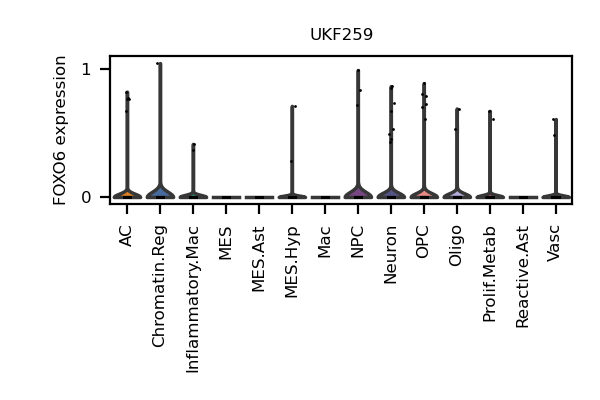 UKF259
FOXO6 expression
1
0
AC
Chromatin.Reg
Inflammatory.Mac
MES
MES.Ast
MES.Hyp
Mac
NPC
Neuron
OPC
Oligo
Prolif.Metab
Reactive.Ast
Vasc